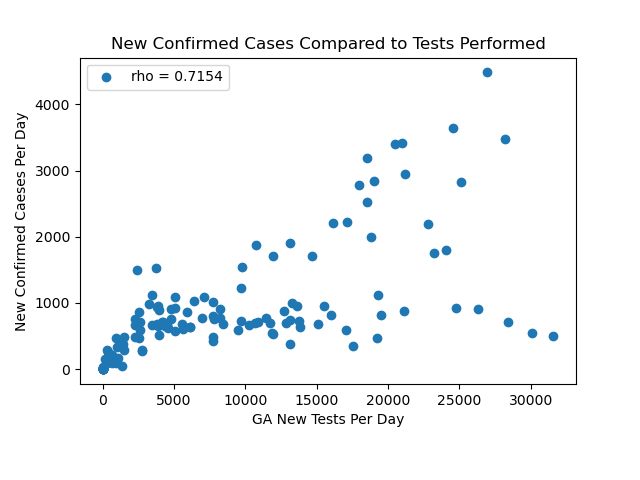 New Confirmed Cases Compared to Tests Performed
rho = 0.7154
New Confirmed Caeses Per Day
4000
3000
2000
1000
0
0 5000 10000 15000 20000 25000 30000
GA New Tests Per Day